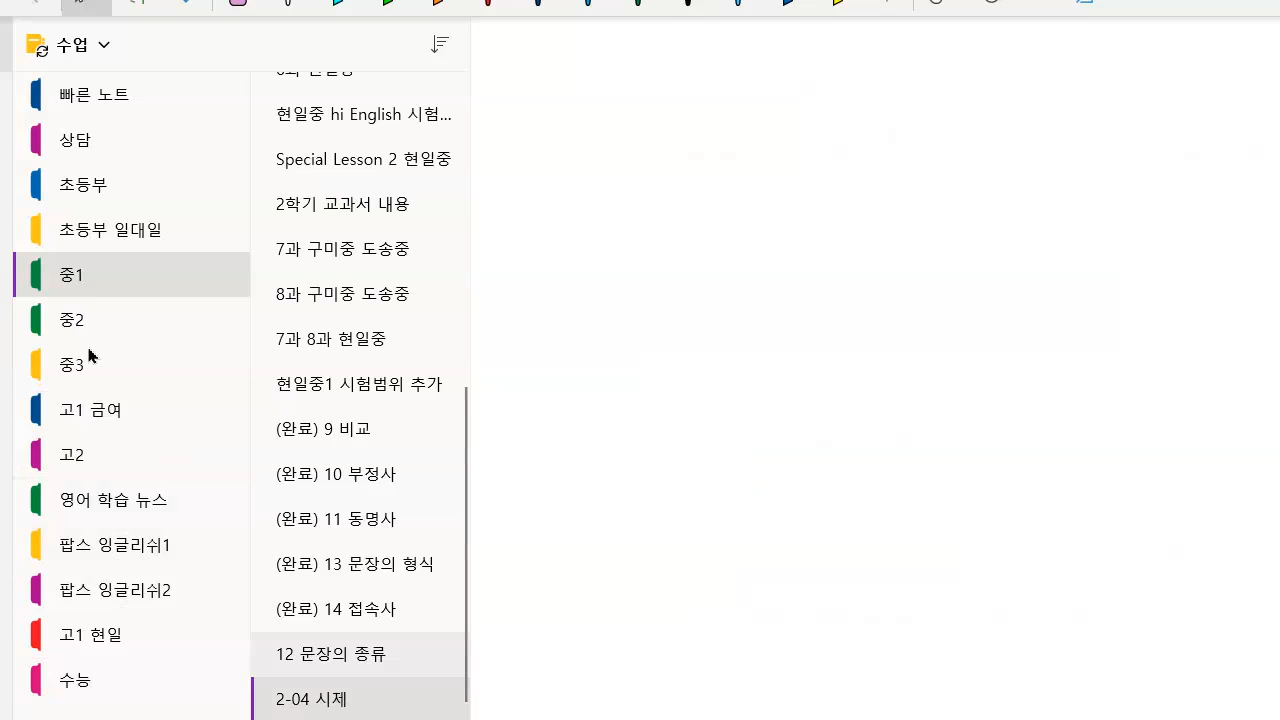 수업
빠른 노트
상담
초등부
초등부 일대일
중1
중2
중3
고1 금여
고2
영어 학습 뉴스
팝스 잉글리쉬1
팝스 잉글리쉬2
고1 현일
수능
현일중 hi English 시험...
Special Lesson 2 현일중
2학기 교과서 내용
7과 구미중 도송중
8과 구미중 도송중
7과 8과 현일중
현일중1 시험범위 추가
(완료) 9 비교
(완료) 10 부정사
(완료) 11 동명사
(완료) 13 문장의 형식
(완료) 14 접속사
12 문장의 종류
2-04 시제